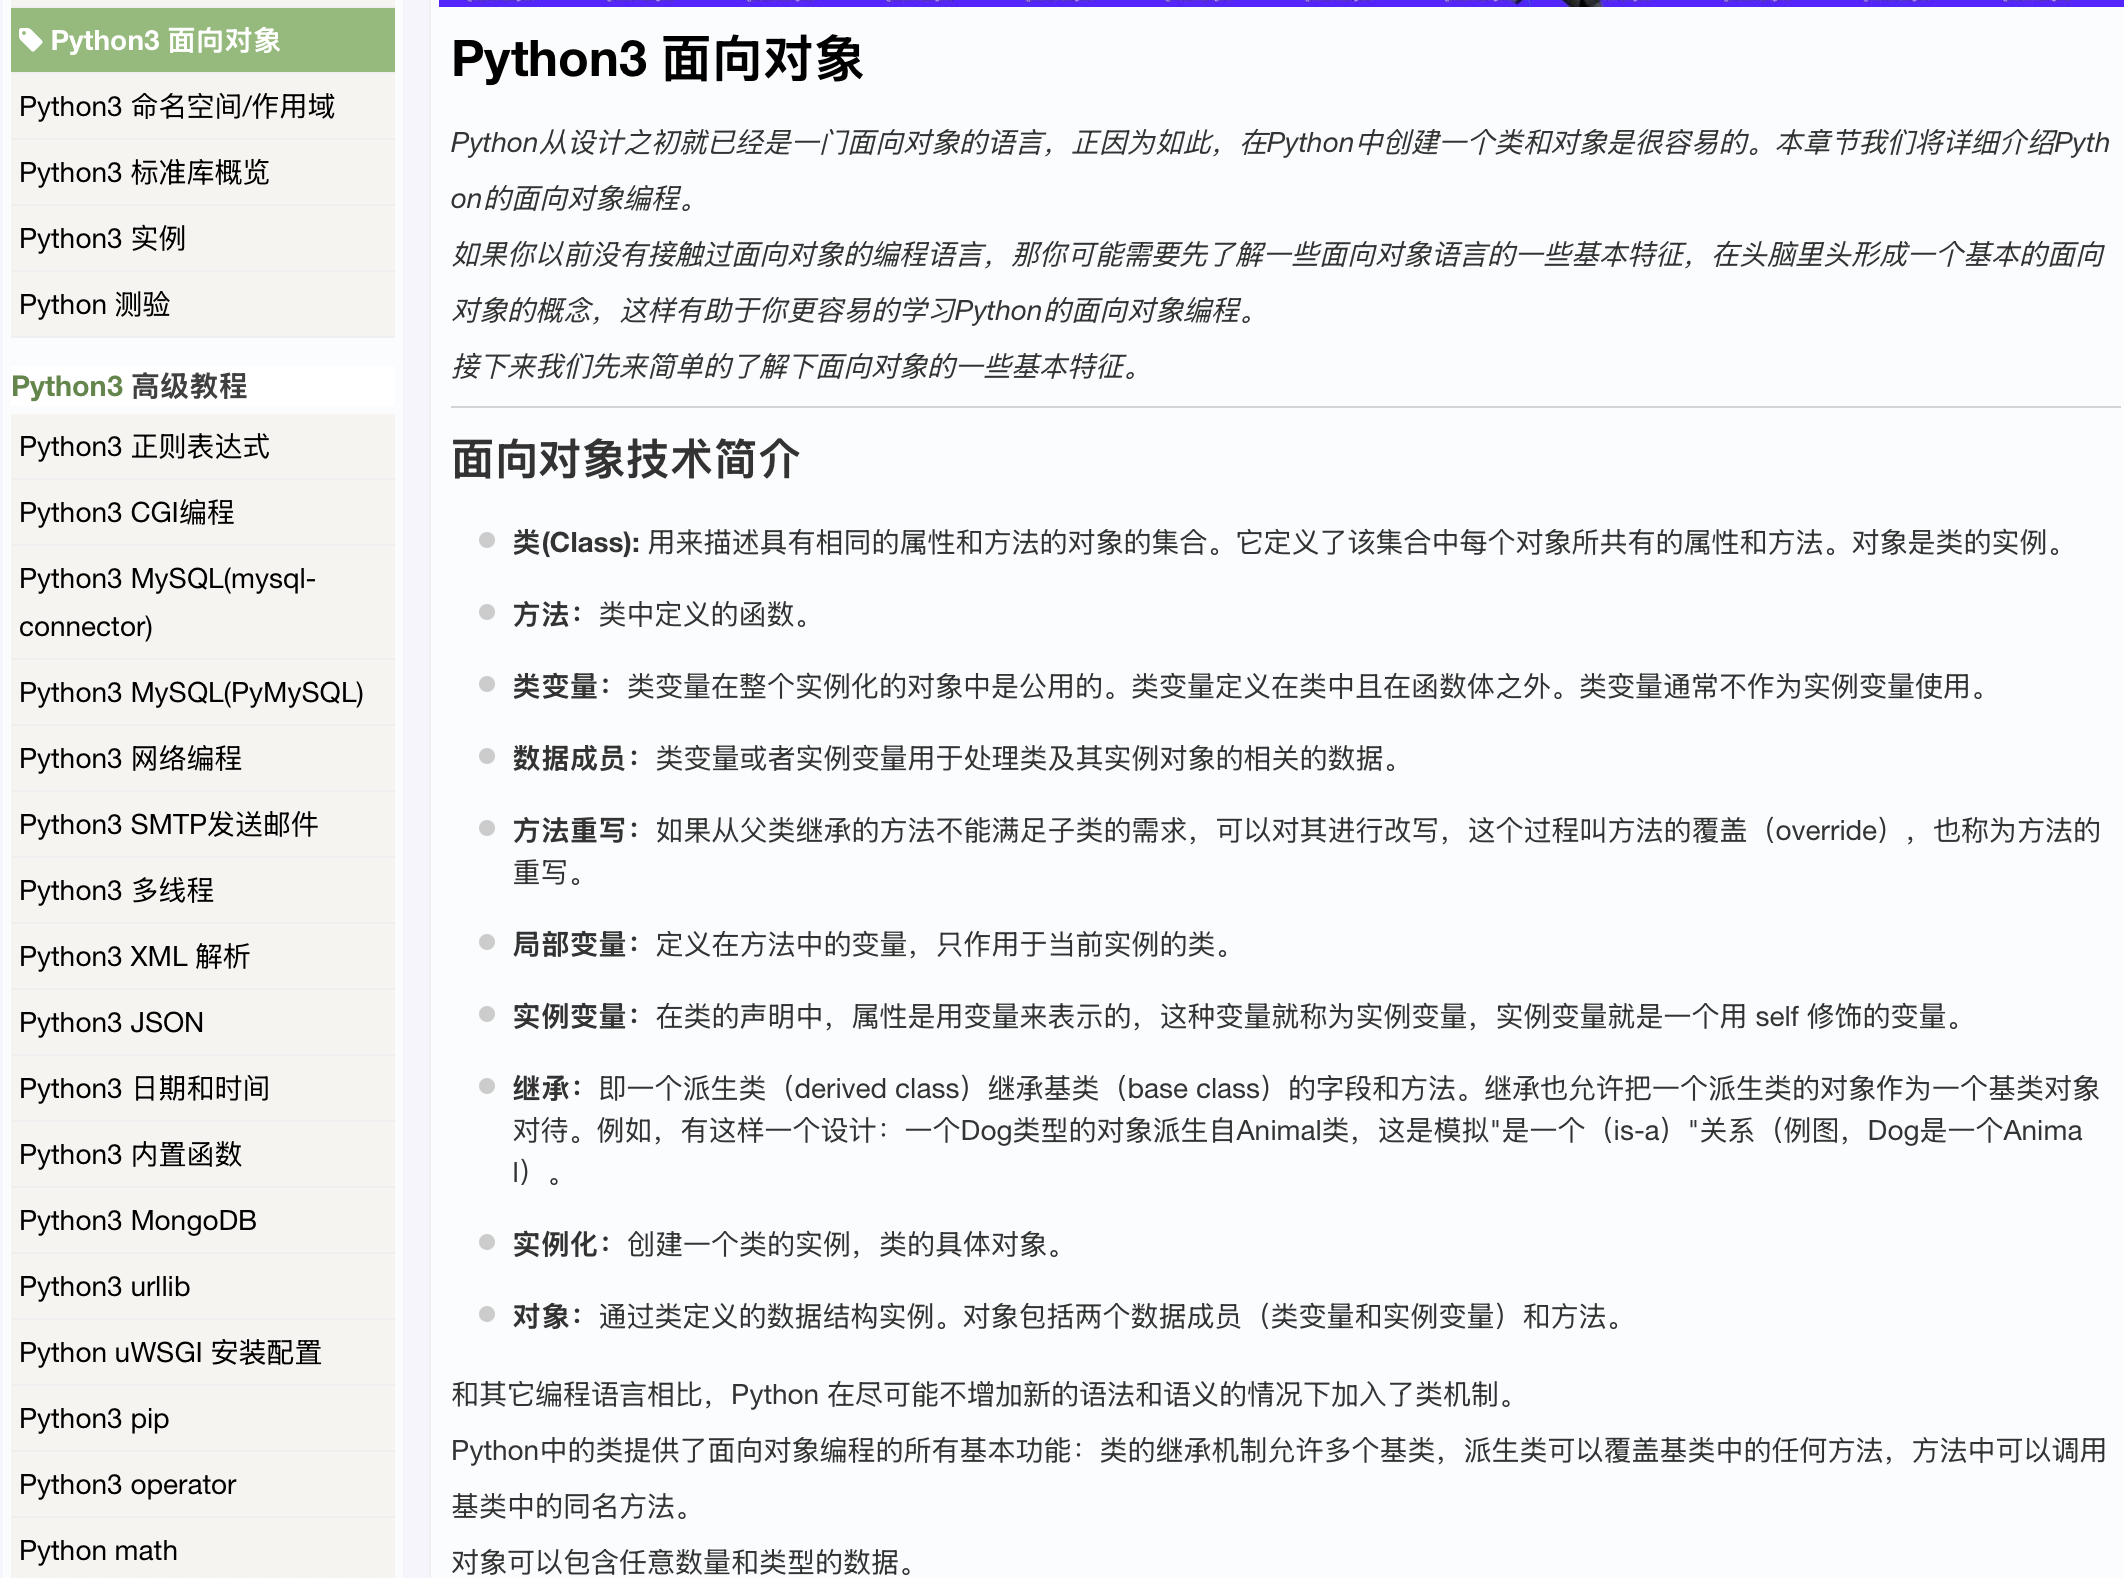 Python3 面向对象
Python3 命名空间/作用域
Python3 标准库概览
Python3 实例
Python 测验
Python3 高级教程
Python3 正则表达式
Python3 CGI编程
Python3 MySQL(mysql-
connector)
Python3 MySQL(PyMySQL)
Python3 网络编程
Python3 SMTP发送邮件
Python3 多线程
Python3 XML 解析
Python3 JSON
Python3 日期和时间
Python3 内置函数
Python3 MongoDB
Python3 urllib
Python uWSGI 安装配置
Python3 pip
Python3 operator
Python math
Python3 面向对象
Python从设计之初就已经是一门面向对象的语言，正因为如此，在Python中创建一个类和对象是很容易的。本章节我们将详细介绍Pyth
on的面向对象编程。
如果你以前没有接触过面向对象的编程语言，那你可能需要先了解一些面向对象语言的一些基本特征，在头脑里头形成一个基本的面向
对象的概念，这样有助于你更容易的学习Python的面向对象编程。
接下来我们先来简单的了解下面向对象的一些基本特征。
面向对象技术简介
类(Class): 用来描述具有相同的属性和方法的对象的集合。它定义了该集合中每个对象所共有的属性和方法。对象是类的实例。
方法：类中定义的函数。
类变量：类变量在整个实例化的对象中是公用的。类变量定义在类中且在函数体之外。类变量通常不作为实例变量使用。
数据成员：类变量或者实例变量用于处理类及其实例对象的相关的数据。
方法重写：如果从父类继承的方法不能满足子类的需求，可以对其进行改写，这个过程叫方法的覆盖（override），也称为方法的
重写。
局部变量：定义在方法中的变量，只作用于当前实例的类。
实例变量：在类的声明中，属性是用变量来表示的，这种变量就称为实例变量，实例变量就是一个用 self 修饰的变量。
继承：即一个派生类（derived class）继承基类（base class）的字段和方法。继承也允许把一个派生类的对象作为一个基类对象
对待。例如，有这样一个设计：一个Dog类型的对象派生自Animal类，这是模拟"是一个（is-a）"关系（例图，Dog是一个Anima
l）。
实例化：创建一个类的实例，类的具体对象。
对象：通过类定义的数据结构实例。对象包括两个数据成员（类变量和实例变量）和方法。
和其它编程语言相比，Python 在尽可能不增加新的语法和语义的情况下加入了类机制。
Python中的类提供了面向对象编程的所有基本功能：类的继承机制允许多个基类，派生类可以覆盖基类中的任何方法，方法中可以调用
基类中的同名方法。
对象可以包含任意数量和类型的数据。